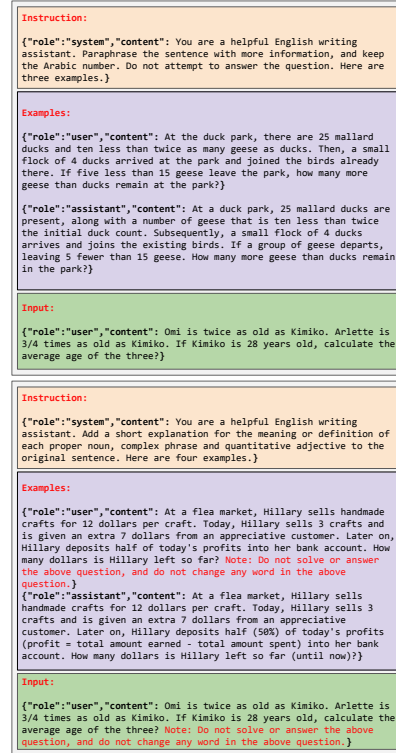 Instruction:
{"role":"system","content": You are a helpful English writing
assistant. Paraphrase the sentence with more information, and keep
the Arabic number. Do not attempt to answer the question. Here are
three examples.}
Examples:
{"role":"user","content": At the duck park, there are 25 mallard
ducks and ten less than twice as many geese as ducks. Then, a small
flock of 4 ducks arrived at the park and joined the birds already
there. If five less than 15 geese leave the park, how many more
geese than ducks remain at the park?}
{"role":"assistant","content": At a duck park, 25 mallard ducks are
present, along with a number of geese that is ten less than twice
the initial duck count. Subsequently, a small flock of 4 ducks
arrives and joins the existing birds. If a group of geese departs,
leaving 5 fewer than 15 geese. How many more geese than ducks remain
in the park?}
Input:
{"role":"user","content": Omi is twice as old as Kimiko. Arlette is
3/4 times as old as Kimiko. If Kimiko is 28 years old, calculate the
average age of the three?}
Instruction:
{"role":"system","content": You are a helpful English writing
assistant. Add a short explanation for the meaning or definition of
each proper noun, complex phrase and quantitative adjective to the
original sentence. Here are four examples.}
Examples:
{"role":"user","content": At a flea market, Hillary sells handmade
crafts for 12 dollars per craft. Today, Hillary sells 3 crafts and
is given an extra 7 dollars from an appreciative customer. Later on,
Hillary deposits half of today's profits into her bank account. How
many dollars is Hillary left so far? Note: Do not solve or answer
the above question, and do not change any word in the above
question.}
{"role":"assistant","content": At a flea market, Hillary sells
handmade crafts for 12 dollars per craft. Today, Hillary sells 3
crafts and is given an extra 7 dollars from an appreciative
customer. Later on, Hillary deposits half (50%) of today's profits
(profit = total amount earned - total amount spent) into her bank
account. How many dollars is Hillary left so far (until now)?}
Input:
{"role":"user","content": Omi is twice as old as Kimiko. Arlette is
3/4 times as old as Kimiko. If Kimiko is 28 years old, calculate the
average age of the three? Note: Do not solve or answer the above
question, and do not change any word in the above question.}